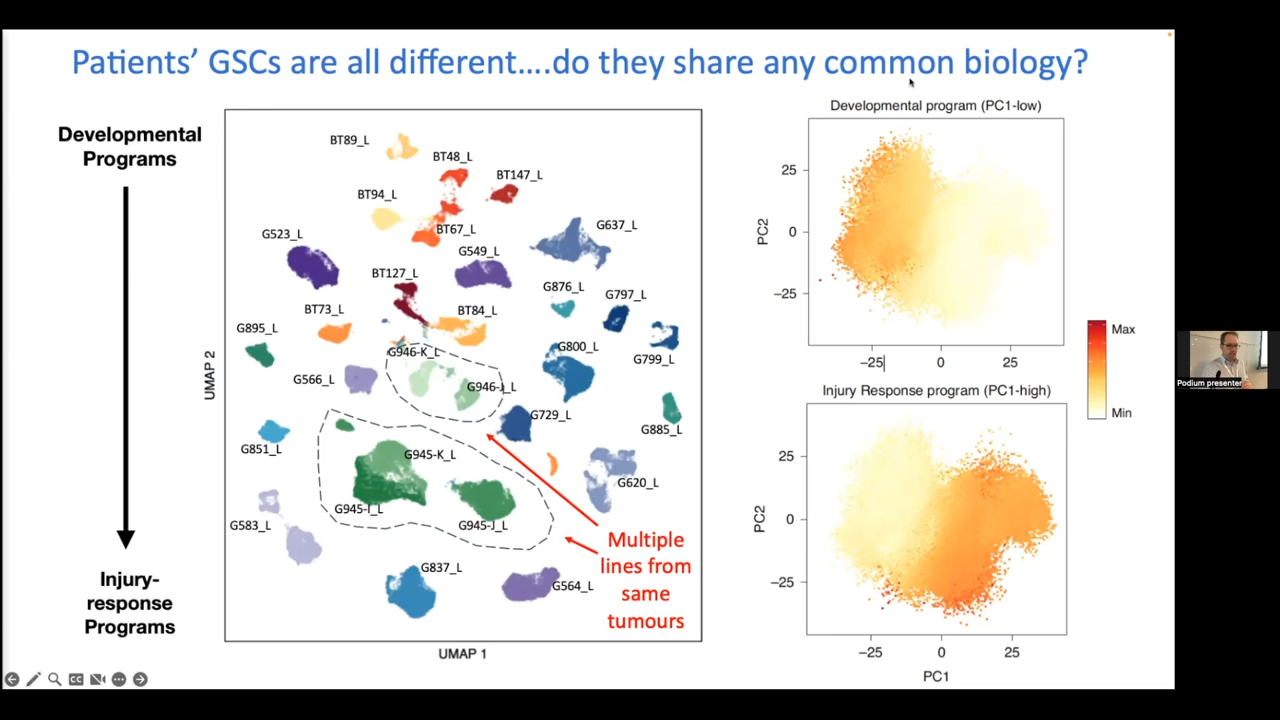 Patients' GSCs are all different....do they share any common biology?
Developmental
Programs
Injury-
response
Programs
UMAP 2
BT89_L
BT48_L
BT147_L
BT94_L
BT67_L
G637_L
G523_L
G549_L
BT127_L
G876_L
G797_L
BT73_L
BT84_L
G895_L
G946-K_L
G800_L
G799_L
G566_L
G946-J_L
G729_L
G885_L
G851_L
G945-K_L
G620_L
G945-I_L
G945-J_L
G583_L
G837_L
G564_L
Multiple
lines from
same
tumours
UMAP 1
Developmental program (PC1-low)
PC2
25
0
−25
−25
0
25
Injury Response program (PC1-high)
PC2
25
0
−25
−25
0
25
PC1
Max
Min
CC
Podium presenter